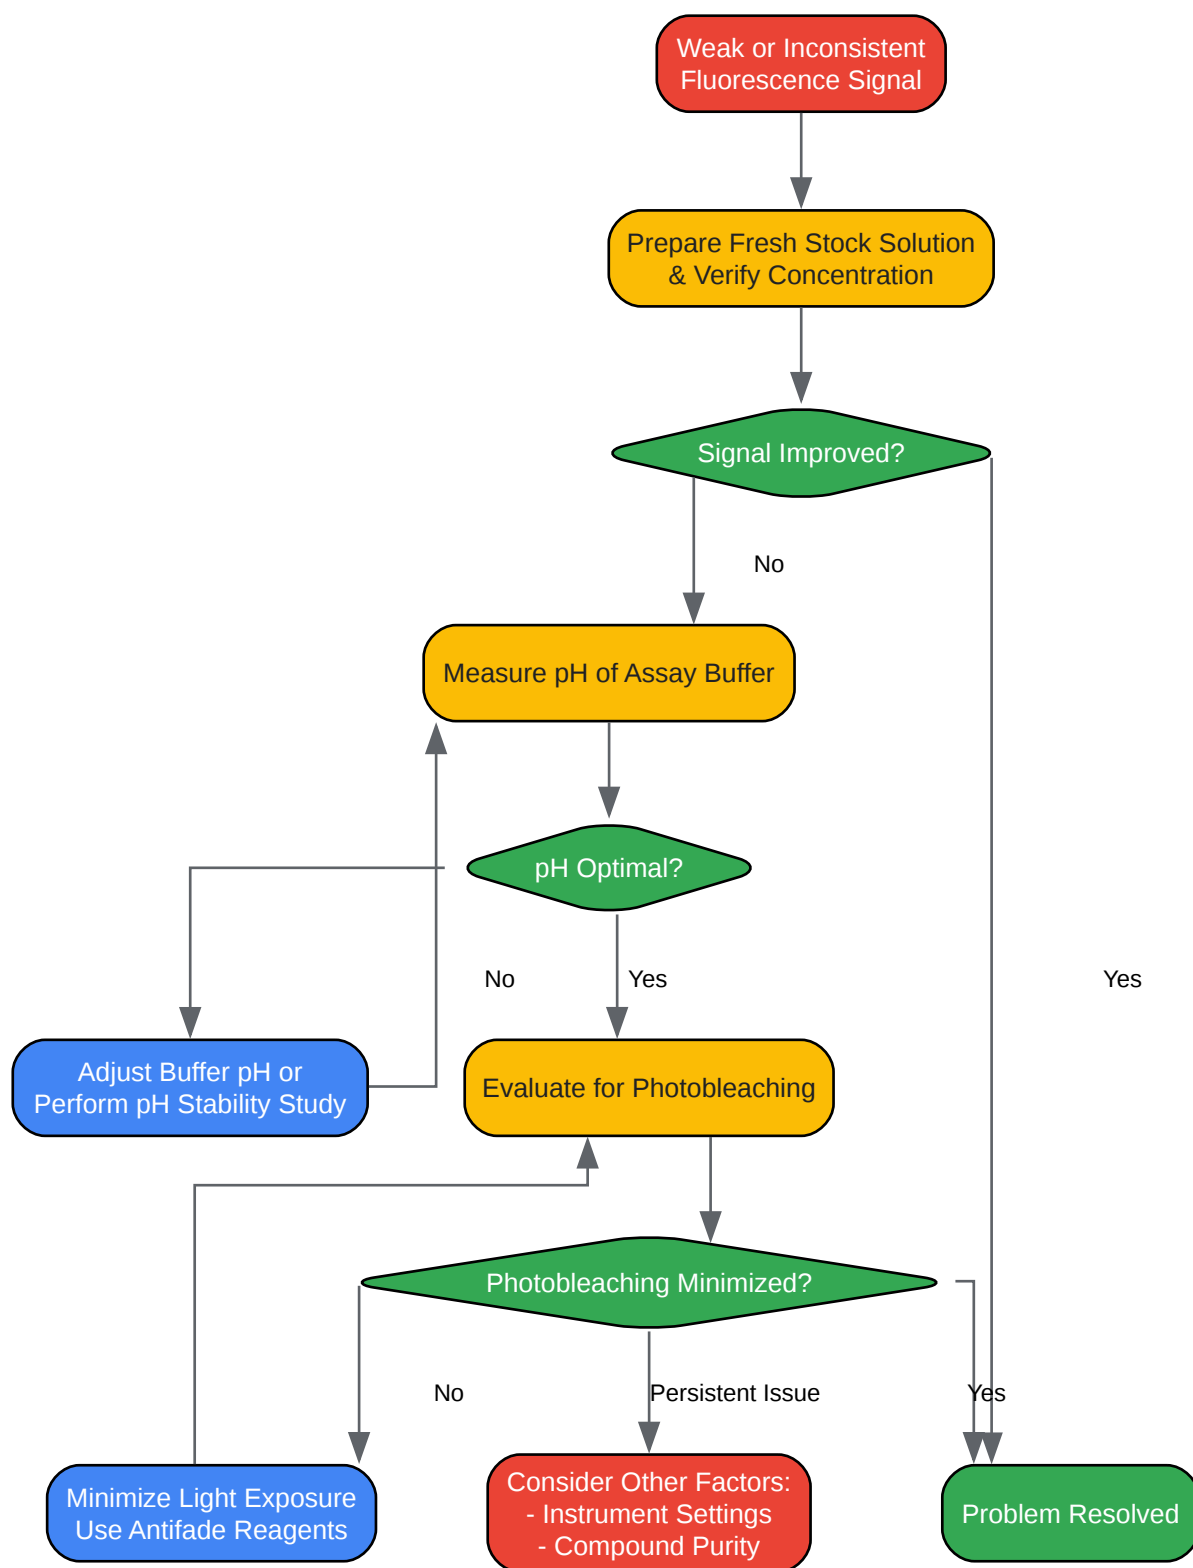 Weak or Inconsistent
Fluorescence Signal
Prepare Fresh Stock Solution
& Verify Concentration
Signal Improved?
No
Measure pH of Assay Buffer
pH Optimal?
No
Yes
Yes
Adjust Buffer pH or
Perform pH Stability Study
Evaluate for Photobleaching
Photobleaching Minimized?
No
Persistent Issue
Yes
Minimize Light Exposure
Use Antifade Reagents
Consider Other Factors:
- Instrument Settings
- Compound Purity
Problem Resolved